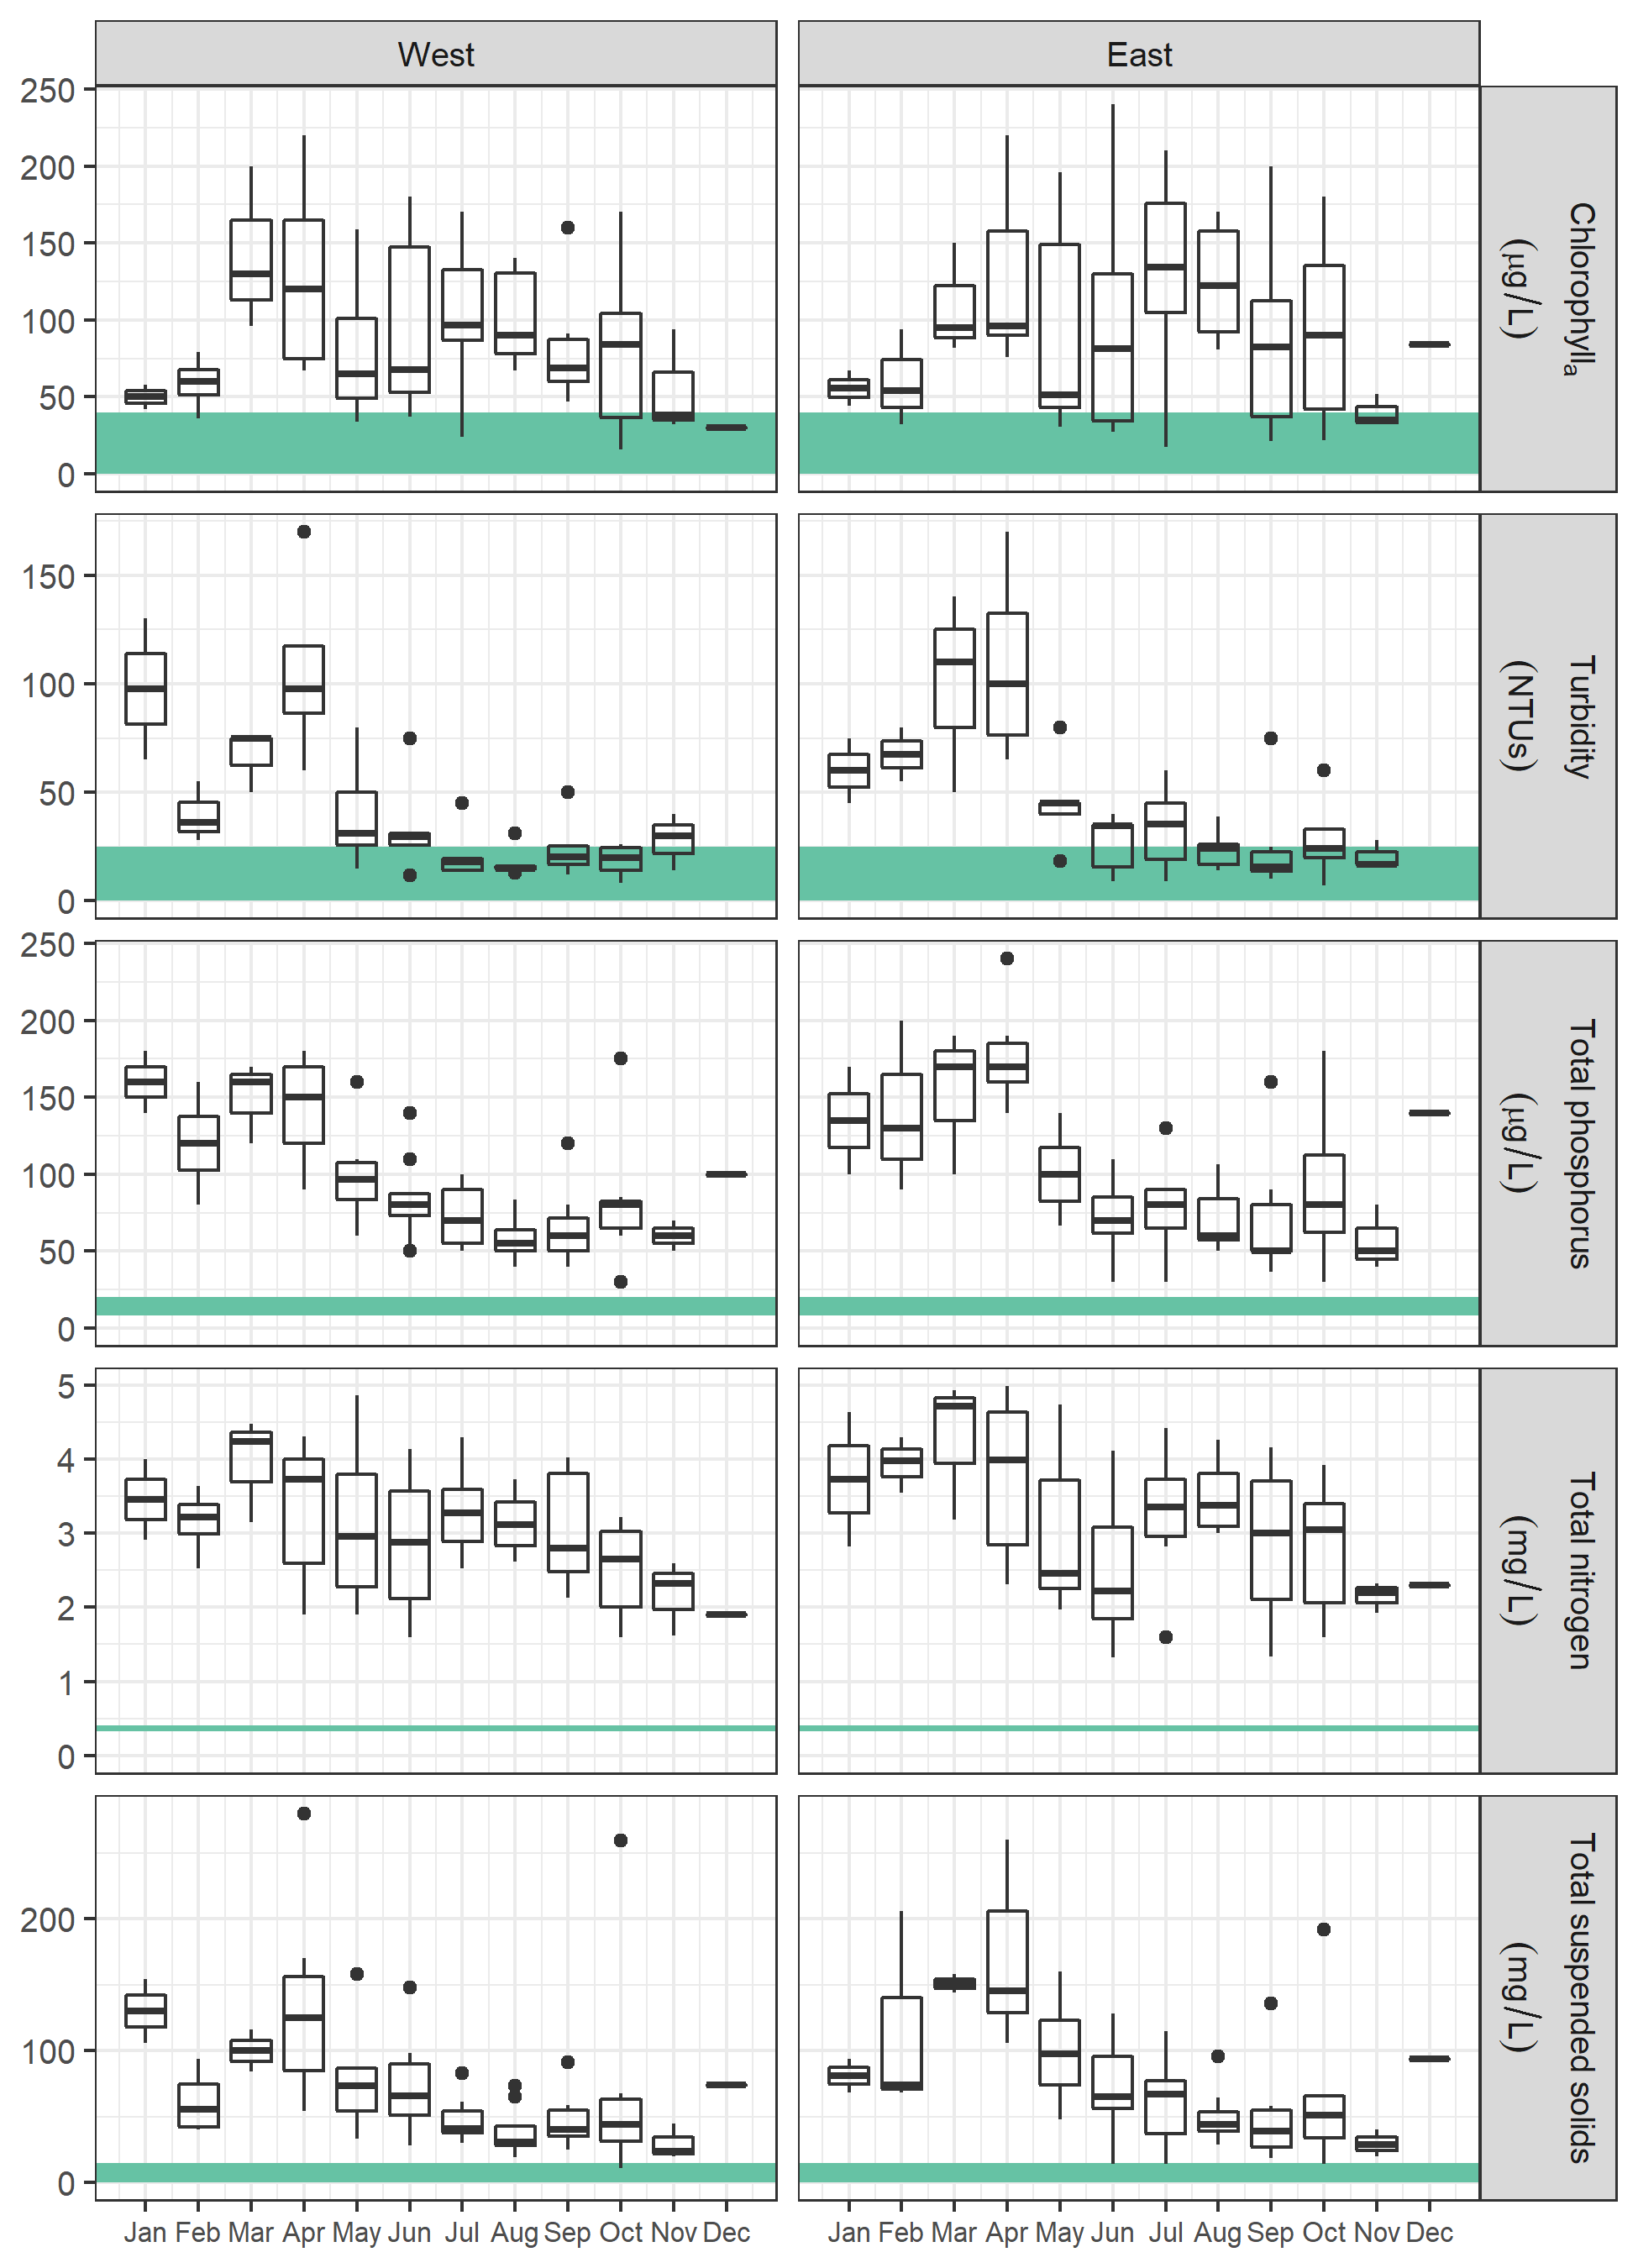 West
East
250
200
150
100
50
0
Chlorophyll a
(µg/L)
150
100
50
0
Turbidity
(NTUs)
250
200
150
100
50
0
Total phosphorus
(µg/L)
5
4
3
2
1
0
Total nitrogen
(mg/L)
200
100
0
Total suspended solids
(mg/L)
Jan Feb Mar Apr May Jun Jul Aug Sep Oct Nov Dec
Jan Feb Mar Apr May Jun Jul Aug Sep Oct Nov Dec